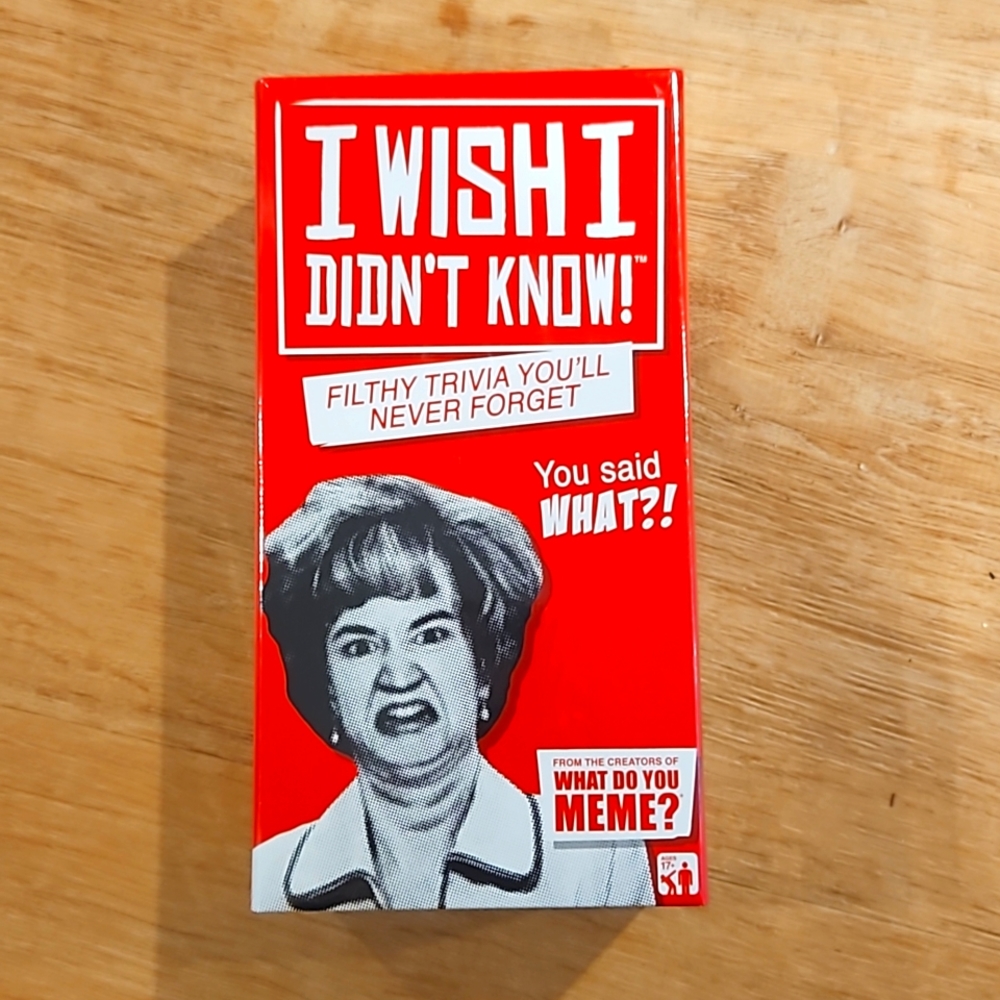 I WISH I
DIDN'T KNOW!™
FILTHY TRIVIA YOU'LL
NEVER FORGET
You said
WHAT?!
FROM THE CREATORS OF
WHAT DO YOU
MEME?
AGES
17+